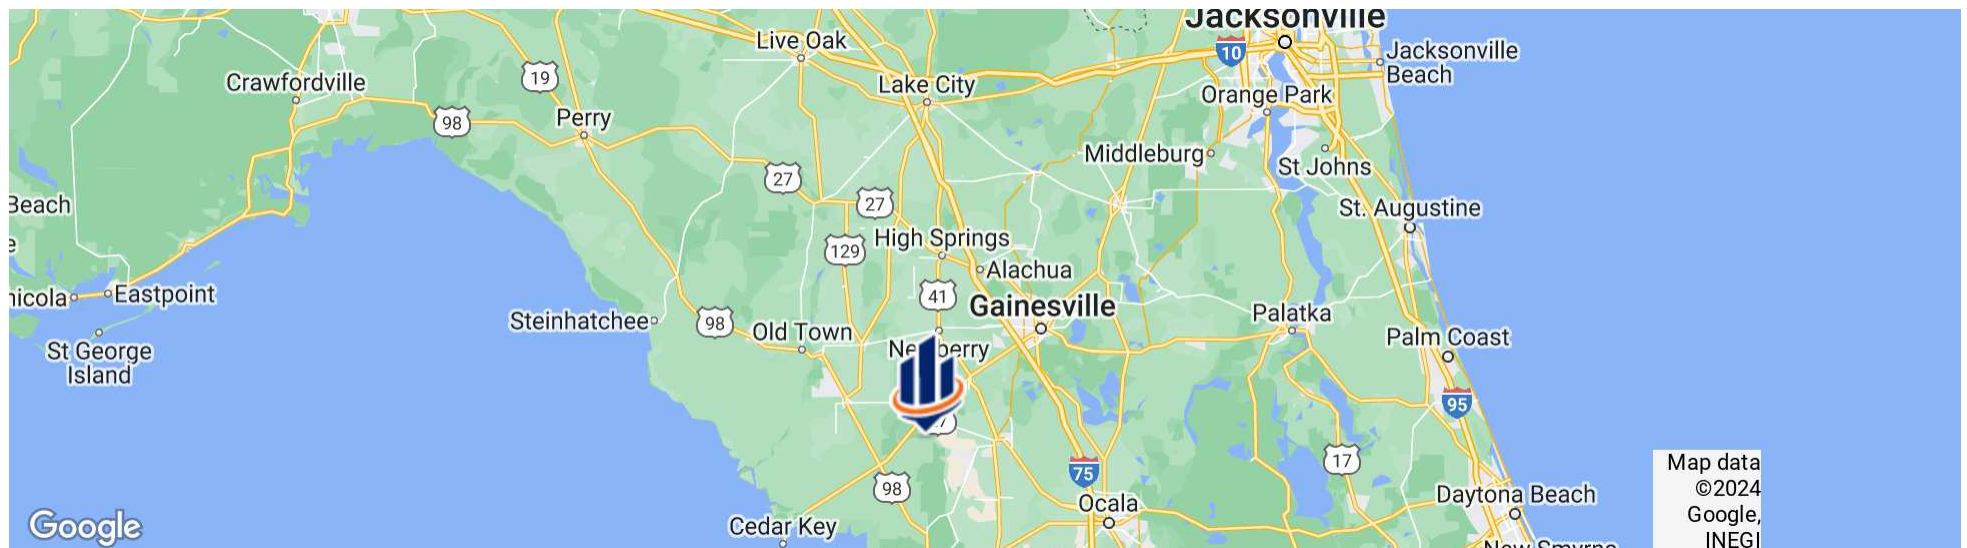 Jacksonville
Live Oak
10
Jacksonville
Beach
Crawfordville
19
Lake City
Orange Park
98
Perry
Middleburg
St Johns
27
27
Beach
St. Augustine
High Springs
129
Alachua
Eastpoint
41
Gainesville
Palatka
Steinhatchee
98
Old Town
Palm Coast
St George
Island
95
17
75
98
Map data
©2024
Google,
INEGI
Daytona Beach
Ocala
Google
Cedar Key